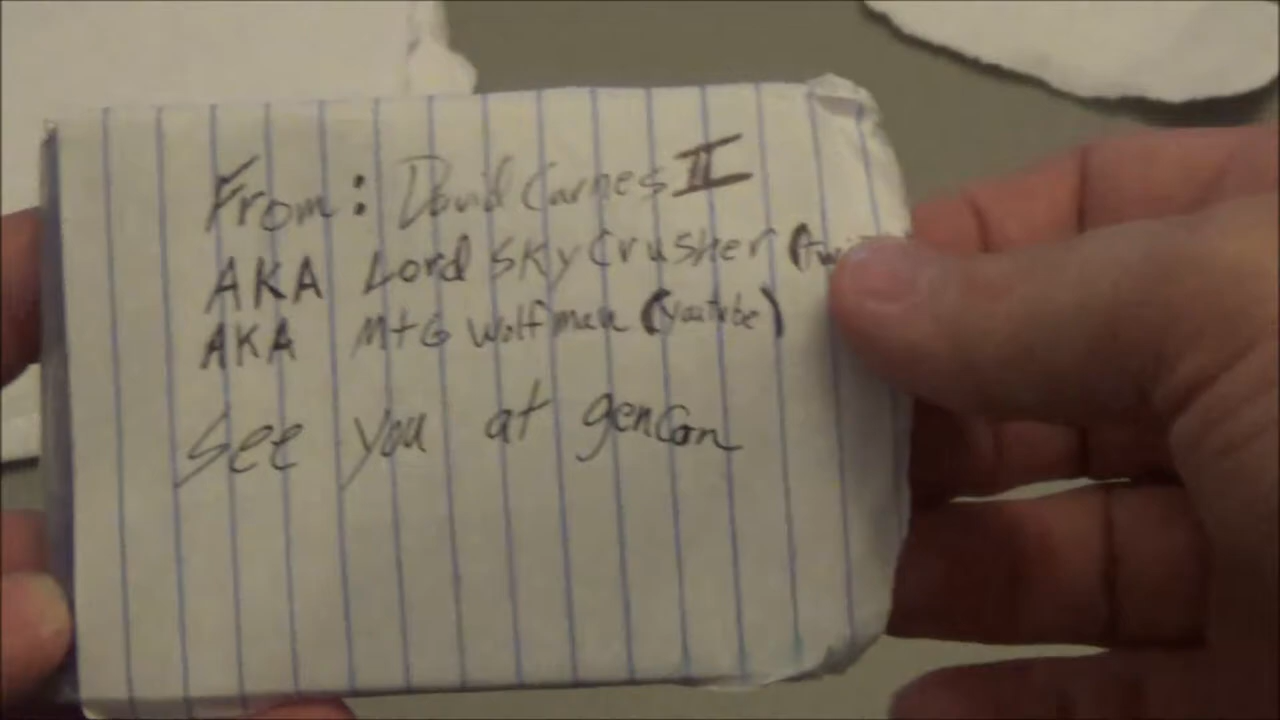 From: David Carnes II
AKA Lord SkyCrusher
AKA MtG Wolfman (YouTube)
See you at gencon